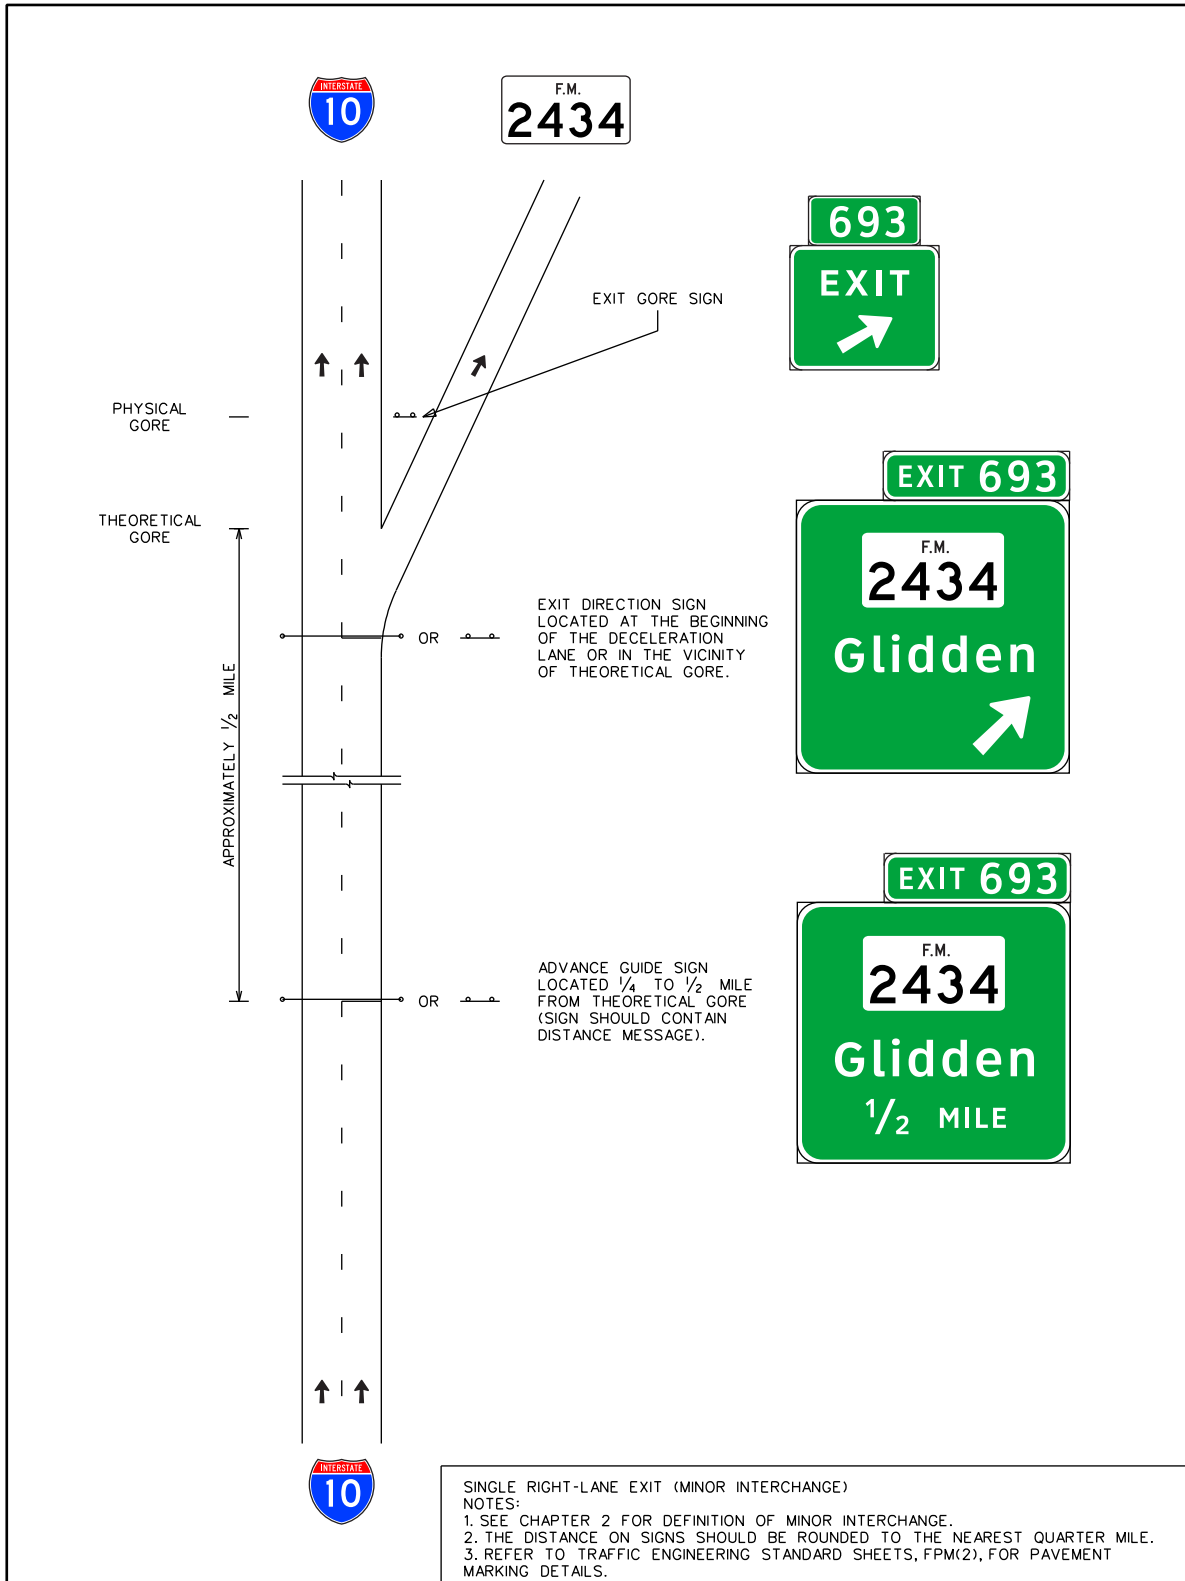 INTERSTATE
10
F.M.
2434
693
EXIT
EXIT GORE SIGN
PHYSICAL
GORE
EXIT 693
THEORETICAL
GORE
F.M.
2434
Glidden
EXIT DIRECTION SIGN
LOCATED AT THE BEGINNING
OF THE DECELERATION
LANE OR IN THE VICINITY
OF THEORETICAL GORE.
OR
APPROXIMATELY 1/2 MILE
EXIT 693
F.M.
2434
Glidden
1/2 MILE
ADVANCE GUIDE SIGN
LOCATED 1/4 TO 1/2 MILE
FROM THEORETICAL GORE
(SIGN SHOULD CONTAIN
DISTANCE MESSAGE).
OR
INTERSTATE
10
SINGLE RIGHT-LANE EXIT (MINOR INTERCHANGE)
NOTES:
1. SEE CHAPTER 2 FOR DEFINITION OF MINOR INTERCHANGE.
2. THE DISTANCE ON SIGNS SHOULD BE ROUNDED TO THE NEAREST QUARTER MILE.
3. REFER TO TRAFFIC ENGINEERING STANDARD SHEETS, FPM(2), FOR PAVEMENT
MARKING DETAILS.